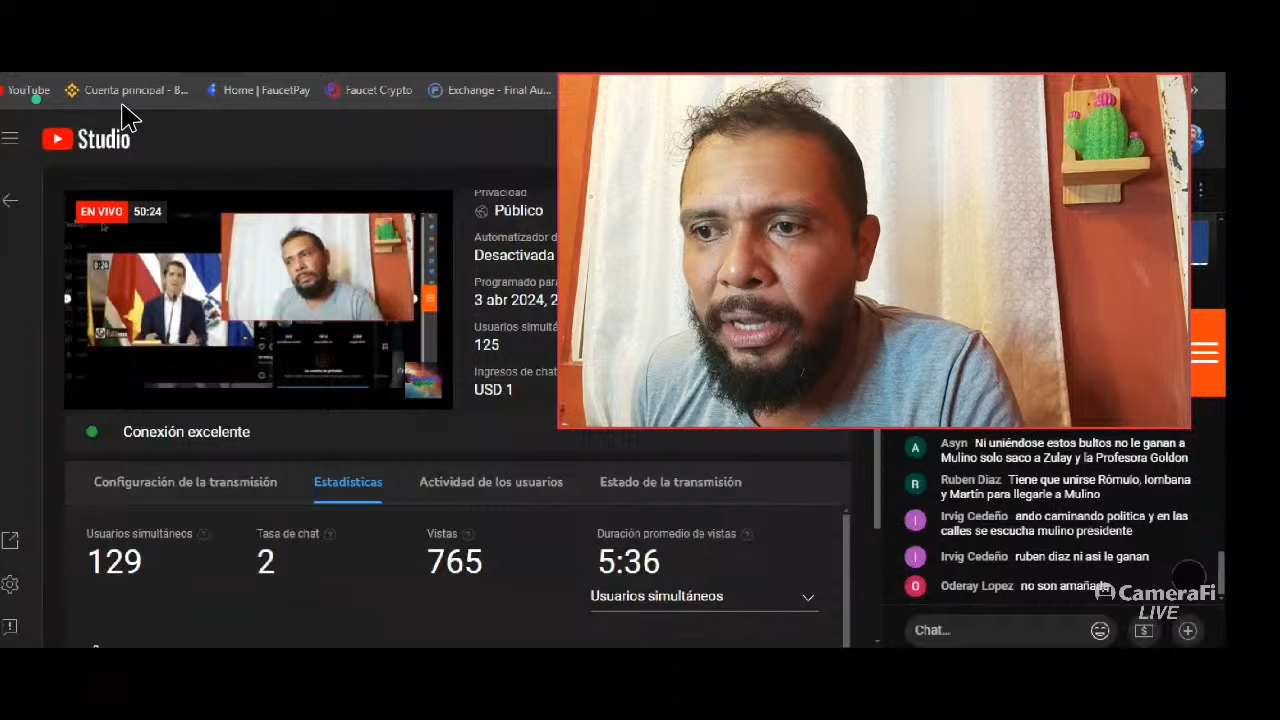 YouTube
Cuenta principal - B...
Home | FaucetPay
Faucet Crypto
Exchange - Final Au...
»
Studio
EN VIVO 50:24
Privacidad
Público
Automatizador d
Desactivada
Programado para
3 abr 2024, 2
Usuarios simultá
125
Ingresos de chat
USD 1
Conexión excelente
Configuración de la transmisión
Estadísticas
Actividad de los usuarios
Estado de la transmisión
Usuarios simultáneos
129
Tasa de chat
2
Vistas
765
Duración promedio de vistas
5:36
Usuarios simultáneos
A
Asyn Ni uniéndose estos bultos no le ganan a
Mulino solo saco a Zulay y la Profesora Goldon
R
Ruben Diaz Tiene que unirse Rómulo, lombana
y Martín para llegarle a Mulino
I
Irvig Cedeño ando caminando politica y en las
calles se escucha mulino presidente
I
Irvig Cedeño ruben diaz ni asi le ganan
O
Oderay Lopez no son amañada
CameraFi
LIVE
Chat...